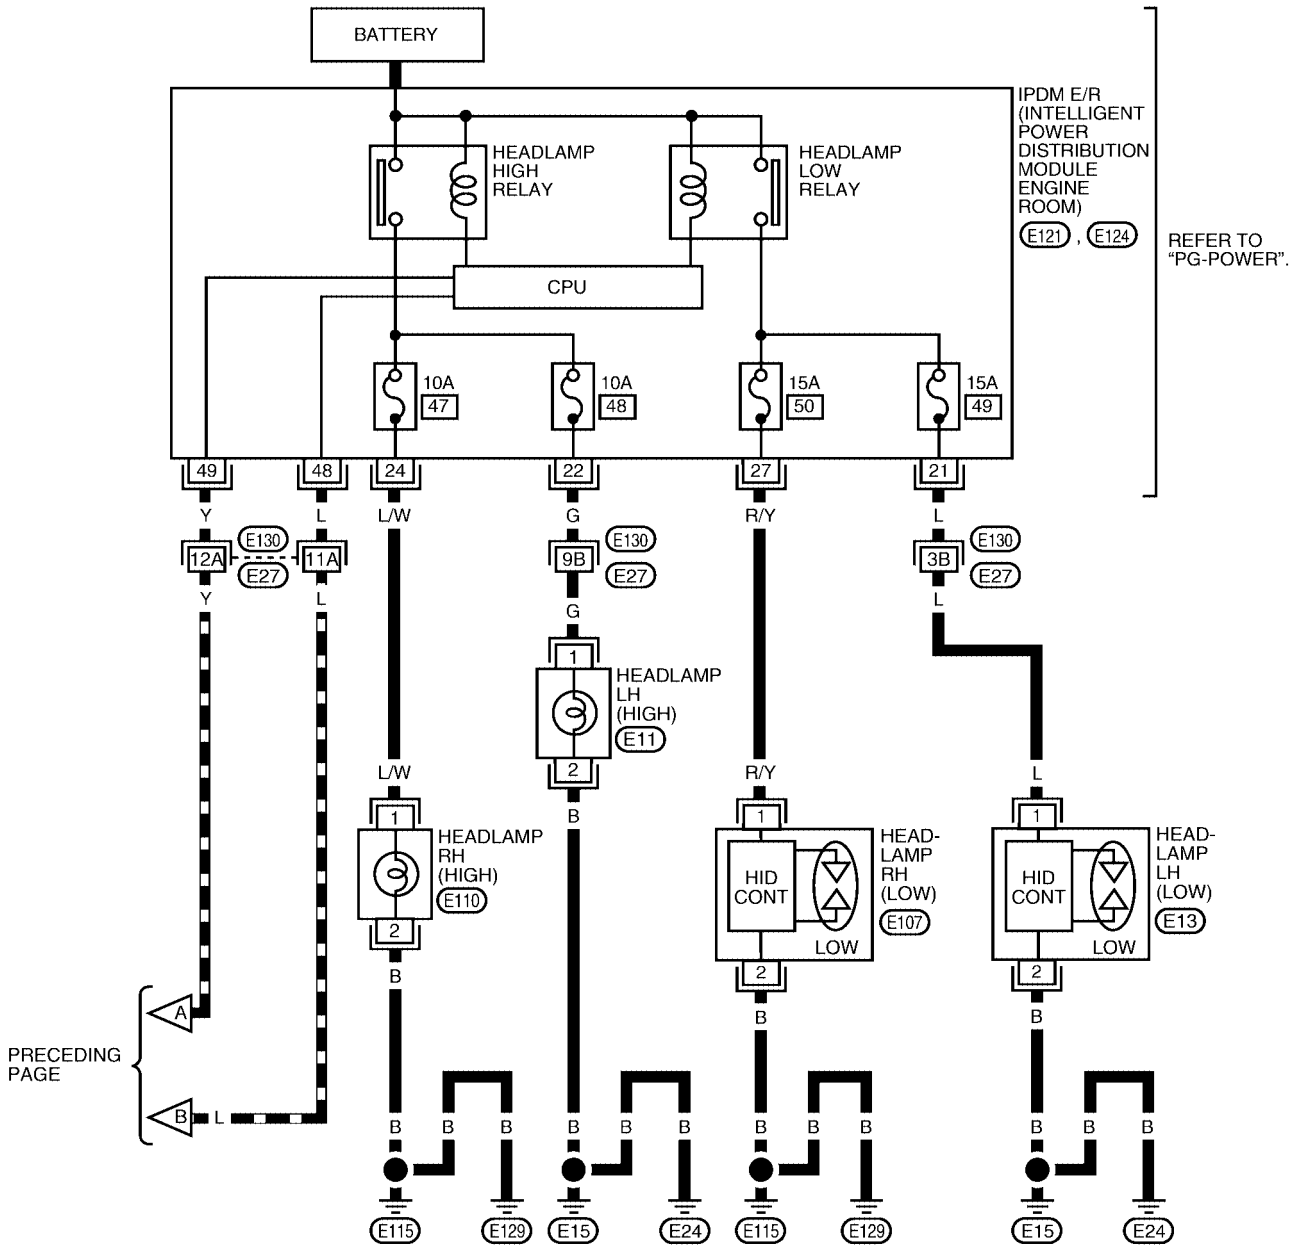 BATTERY
IPDM E/R
(INTELLIGENT
POWER
DISTRIBUTION
MODULE
ENGINE
ROOM)
E121 , E124
REFER TO
“PG-POWER”.
HEADLAMP
HIGH
RELAY
HEADLAMP
LOW
RELAY
CPU
10A
47
10A
48
15A
50
15A
49
49 48 24 22 27 21
Y L L/W G R/Y L
E130 E130 E130
12A 11A 9B 3B
E27 E27 E27
Y L G L
1
HEADLAMP
LH
(HIGH)
E11
2
L/W B R/Y L
1
HEADLAMP
RH
(HIGH)
E110
2
B
1
HID
CONT
LOW
HEAD-
LAMP
RH
(LOW)
E107
2
B
1
HID
CONT
LOW
HEAD-
LAMP
LH
(LOW)
E13
2
B
PRECEDING
PAGE
A
B L
B B B B B B B B B B B B
E115 E129 E15 E24 E115 E129 E15 E24